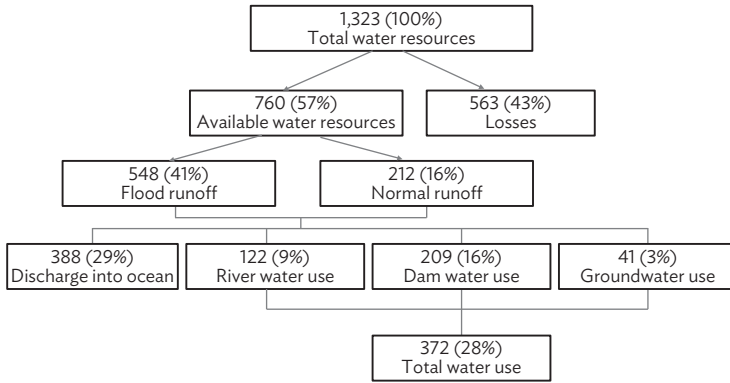 1,323 (100%)
Total water resources
760 (57%)
Available water resources
563 (43%)
Losses
548 (41%)
Flood runoff
212 (16%)
Normal runoff
388 (29%)
Discharge into ocean
122 (9%)
River water use
209 (16%)
Dam water use
41 (3%)
Groundwater use
372 (28%)
Total water use